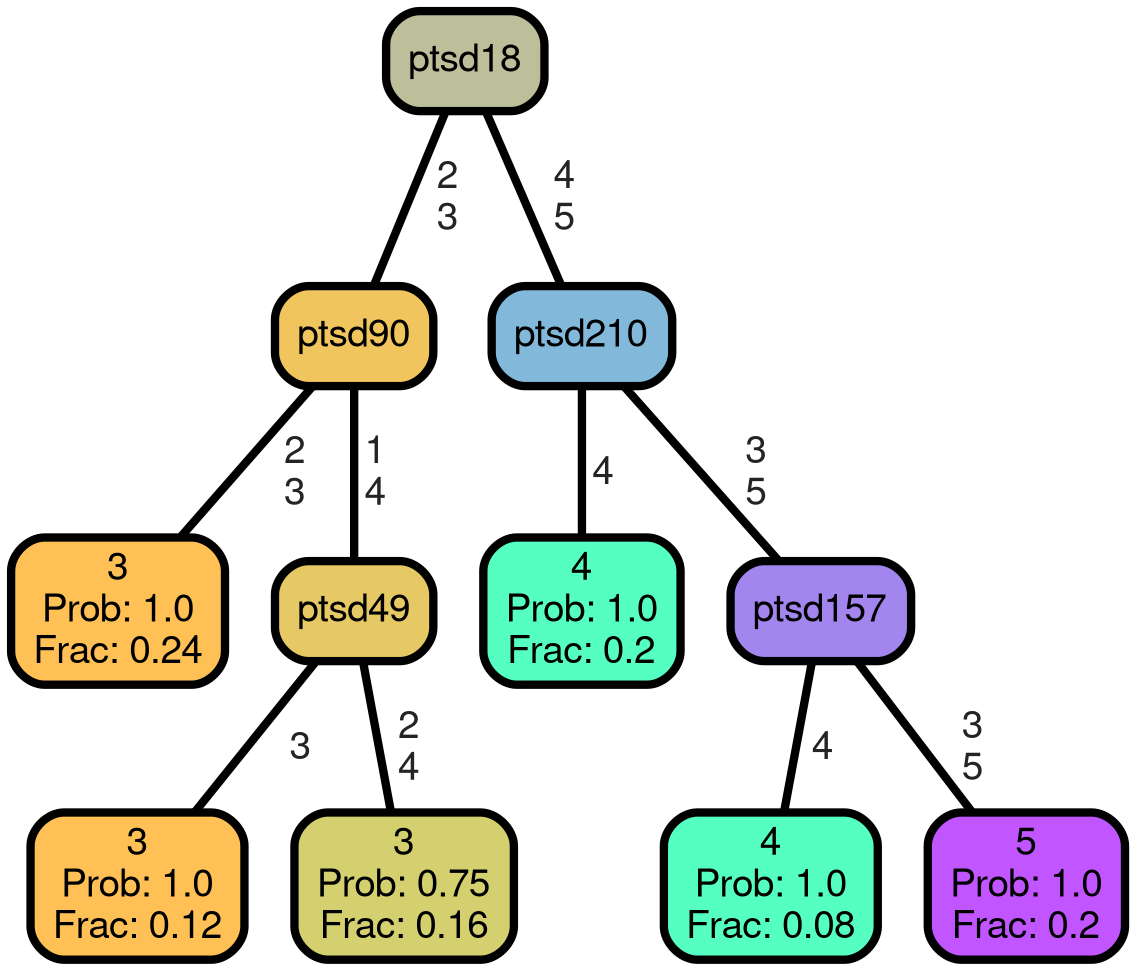 ptsd18
2
3
4
5
ptsd90
ptsd210
2
3
1
4
4
3
5
3
Prob: 1.0
Frac: 0.24
ptsd49
4
Prob: 1.0
Frac: 0.2
ptsd157
3
2
4
4
3
5
3
Prob: 1.0
Frac: 0.12
3
Prob: 0.75
Frac: 0.16
4
Prob: 1.0
Frac: 0.08
5
Prob: 1.0
Frac: 0.2